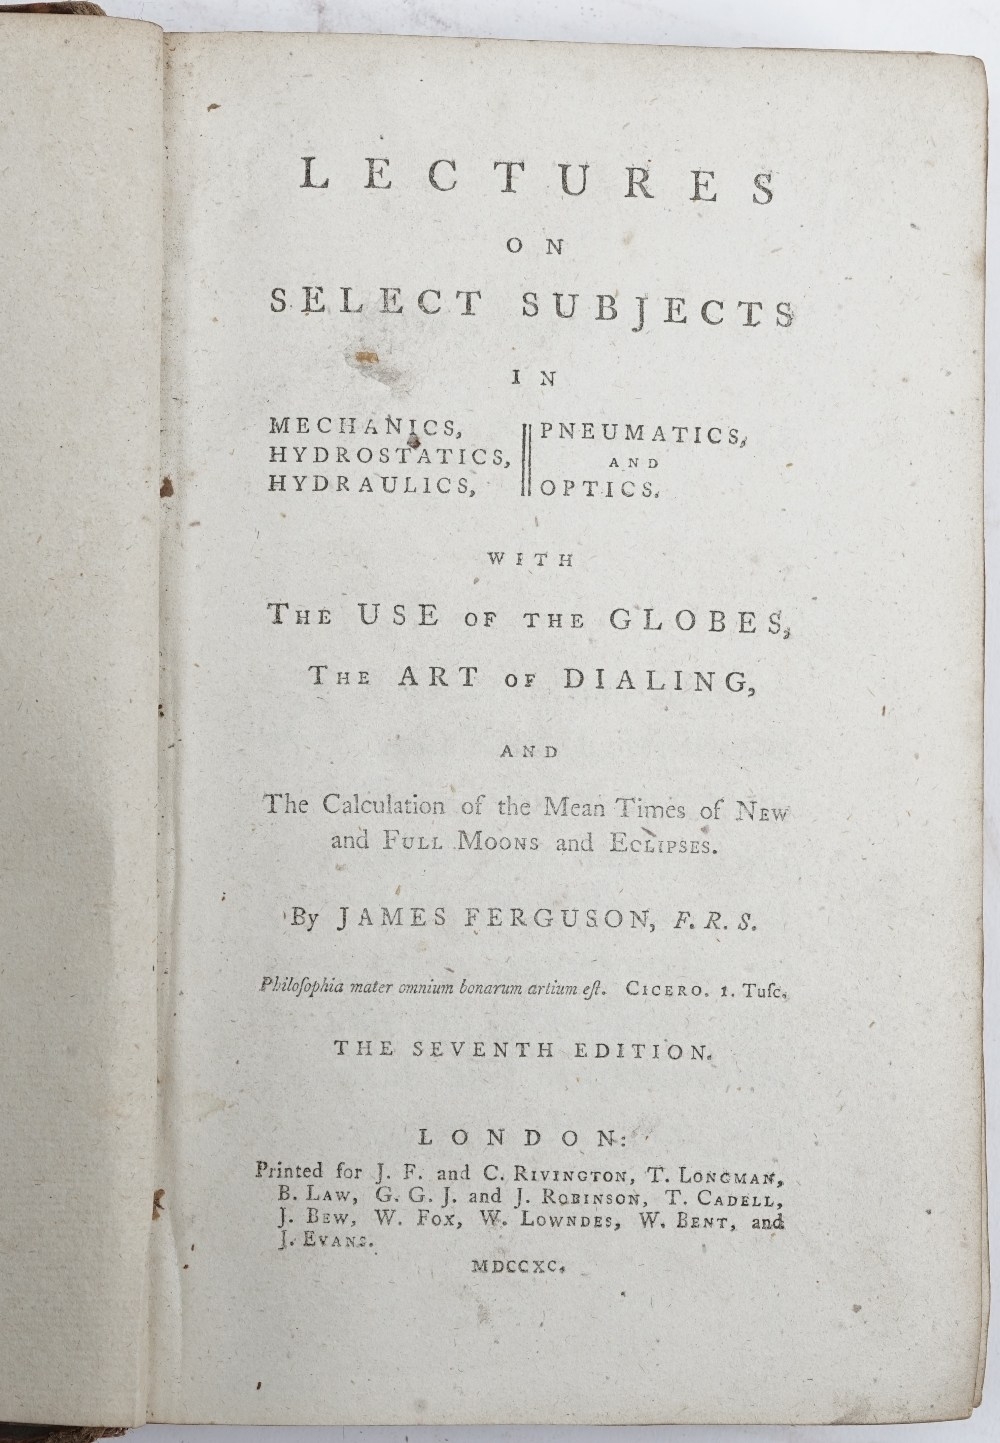 LECTURES
ON
SELECT SUBJECTS
IN
MECHANICS,
HYDROSTATICS,
HYDRAULICS,
PNEUMATICS,
AND
OPTICS.
WITH
THE USE OF THE GLOBES,
THE ART OF DIALING,
AND
The Calculation of the Mean Times of NEW
and FULL MOONS and ECLIPSES.
By JAMES FERGUSON, F. R. S.
Philoſophia mater omnium bonarum artium eſt. CICERO. 1. Tuſc.
THE SEVENTH EDITION.
LONDON:
Printed for J. F. and C. RIVINGTON, T. LONGMAN,
B. LAW, G. G. J. and J. ROBINSON, T. CADELL,
J. BEW, W. FOX, W. LOWNDES, W. BENT, and
J. EVANS.
MDCCXC.